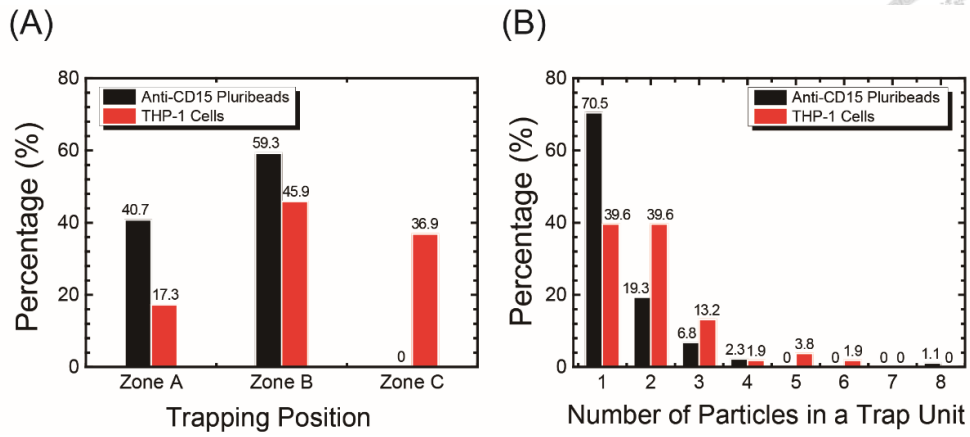 (A)
(B)
Percentage (%)
80
60
40
20
0
Anti-CD15 Pluribeads
THP-1 Cells
40.7
17.3
59.3
45.9
0
36.9
Zone A
Zone B
Zone C
Trapping Position
Percentage (%)
80
60
40
20
0
Anti-CD15 Pluribeads
THP-1 Cells
70.5
39.6
19.3
39.6
6.8
13.2
2.3
1.9
0
3.8
0
1.9
0
0
1.1
0
1 2 3 4 5 6 7 8
Number of Particles in a Trap Unit